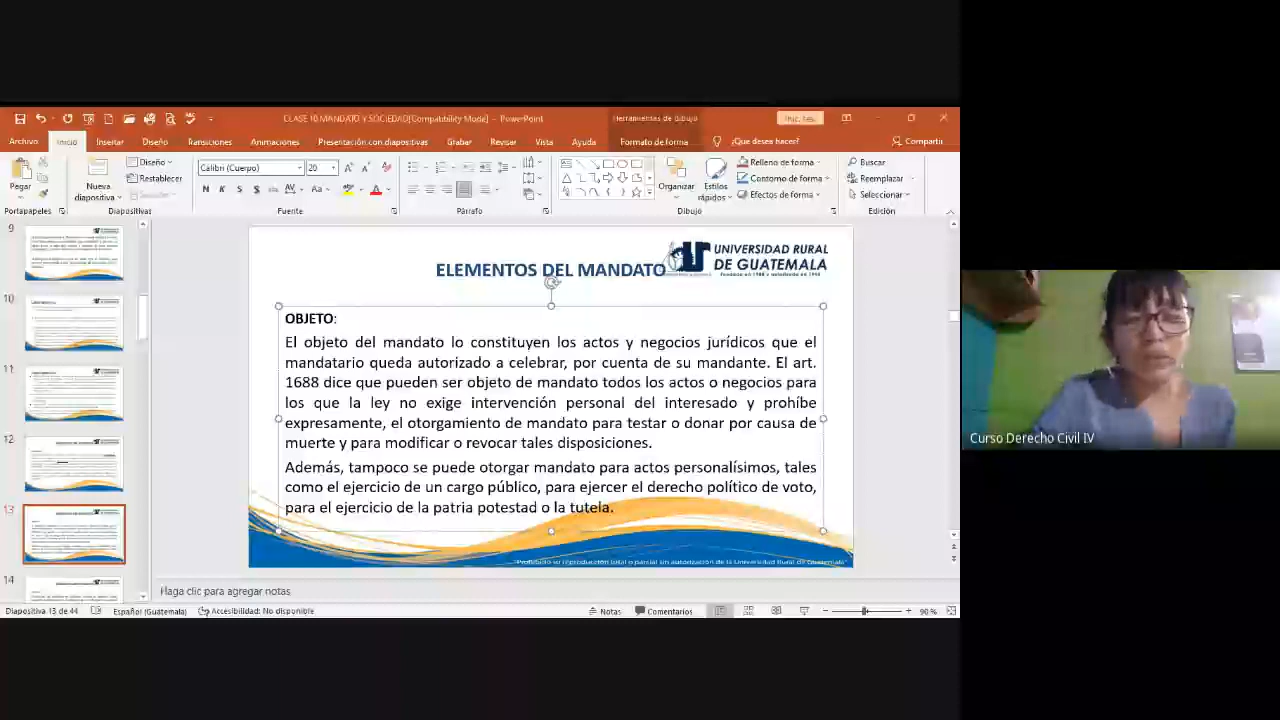 CLASE 10 MANDATO Y SOCIEDAD[Compatibility Mode] – PowerPoint
Herramientas de dibujo
Inic. ses.
Archivo Inicio Insertar Diseño Transiciones Animaciones Presentación con diapositivas Grabar Revisar Vista Ayuda Formato de forma ¿Qué desea hacer? Compartir
Pegar
Nueva diapositiva
Diseño
Restablecer
Calibri (Cuerpo) 20
Organizar
Estilos rápidos
Relleno de forma
Contorno de forma
Efectos de forma
Buscar
Reemplazar
Seleccionar
Portapapeles Diapositivas Fuente Párrafo Dibujo Edición
9
10
11
12
13
14
UNIVERSIDAD RURAL
DE GUATEMALA
ELEMENTOS DEL MANDATO
OBJETO:
El objeto del mandato lo constituyen los actos y negocios jurídicos que el
mandatario queda autorizado a celebrar, por cuenta de su mandante. El art.
1688 dice que pueden ser objeto de mandato todos los actos o negocios para
los que la ley no exige intervención personal del interesado y prohíbe
expresamente, el otorgamiento de mandato para testar o donar por causa de
muerte y para modificar o revocar tales disposiciones.
Además, tampoco se puede otorgar mandato para actos personalísimos tales
como el ejercicio de un cargo público, para ejercer el derecho político de voto,
para el ejercicio de la patria potestad o la tutela.
"Prohibido su reproducción total o parcial sin autorización de la Universidad Rural de Guatemala"
Haga clic para agregar notas
Diapositiva 13 de 44 Español (Guatemala) Accesibilidad: No disponible Notas Comentarios 90 %
Curso Derecho Civil IV